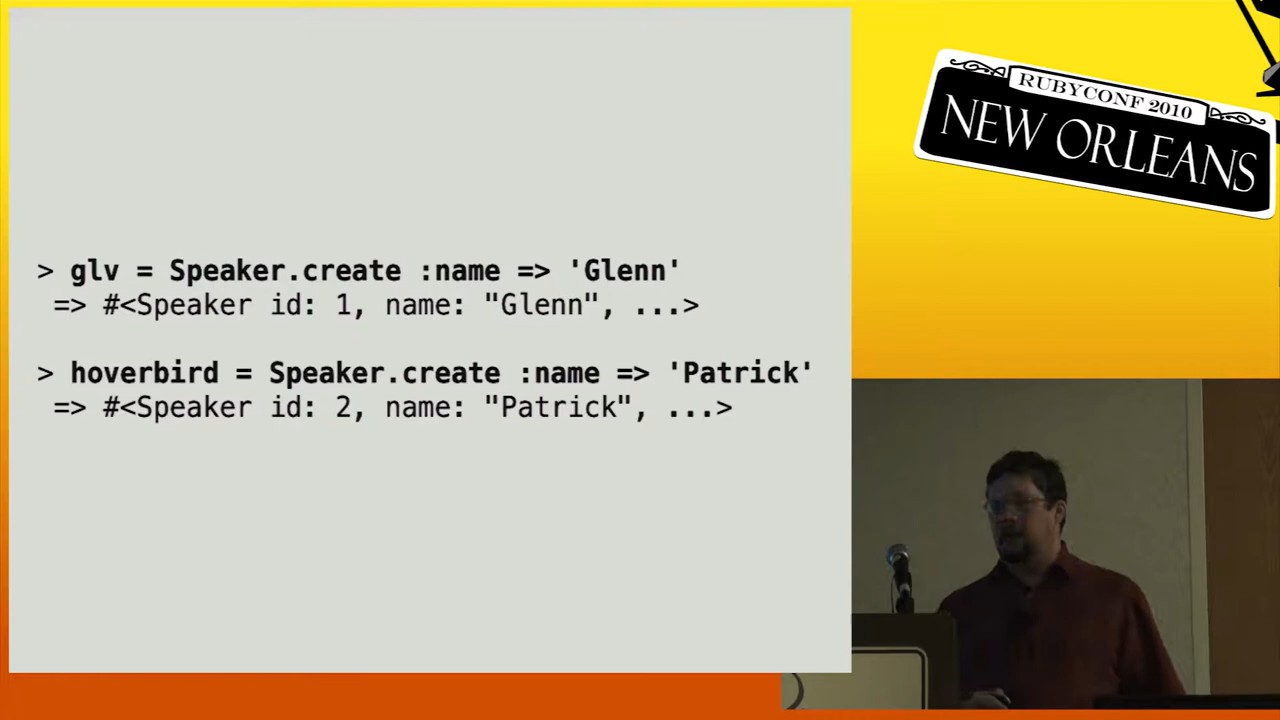 > glv = Speaker.create :name => 'Glenn'
=> #<Speaker id: 1, name: "Glenn", ...>
> hoverbird = Speaker.create :name => 'Patrick'
=> #<Speaker id: 2, name: "Patrick", ...>
RUBYCONF 2010
NEW ORLEANS